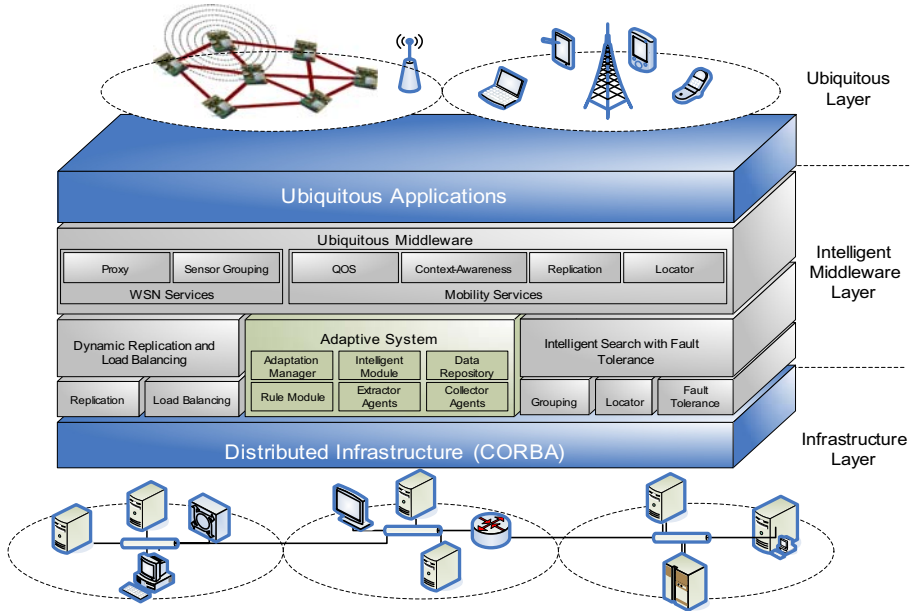 Ubiquitous
Layer
Ubiquitous Applications
Ubiquitous Middleware
Proxy
Sensor Grouping
WSN Services
QOS
Context-Awareness
Replication
Locator
Mobility Services
Intelligent
Middleware
Layer
Dynamic Replication and
Load Balancing
Replication
Load Balancing
Adaptive System
Adaptation
Manager
Intelligent
Module
Data
Repository
Rule Module
Extractor
Agents
Collector
Agents
Intelligent Search with Fault
Tolerance
Grouping
Locator
Fault
Tolerance
Distributed Infrastructure (CORBA)
Infrastructure
Layer